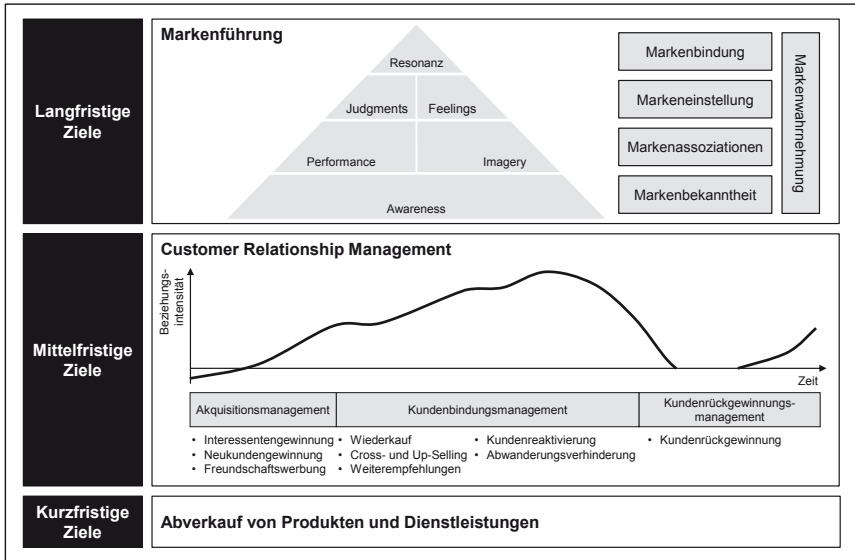 Langfristige
Ziele
Markenführung
Resonanz
Judgments
Feelings
Performance
Imagery
Awareness
Markenbindung
Markeneinstellung
Markenassoziationen
Markenbekanntheit
Markenwahrnehmung
Mittelfristige
Ziele
Customer Relationship Management
Beziehungs-
intensität
Zeit
Akquisitionsmanagement
• Interessentengewinnung
• Neukundengewinnung
• Freundschaftswerbung
Kundenbindungsmanagement
• Wiederkauf
• Cross- und Up-Selling
• Weiterempfehlungen
• Kundenreaktivierung
• Abwanderungsverhinderung
Kundenrückgewinnungs-
management
• Kundenrückgewinnung
Kurzfristige
Ziele
Abverkauf von Produkten und Dienstleistungen